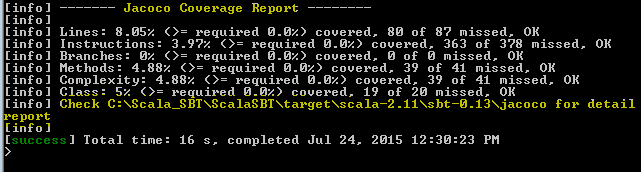 [info] ------- Jacoco Coverage Report --------
[info]
[info] Lines: 8.05% (>= required 0.0%) covered, 80 of 87 missed, OK
[info] Instructions: 3.97% (>= required 0.0%) covered, 363 of 378 missed, OK
[info] Branches: 0% (>= required 0.0%) covered, 0 of 0 missed, OK
[info] Methods: 4.88% (>= required 0.0%) covered, 39 of 41 missed, OK
[info] Complexity: 4.88% (>= required 0.0%) covered, 39 of 41 missed, OK
[info] Class: 5% (>= required 0.0%) covered, 19 of 20 missed, OK
[info] Check C:\Scala_SBT\ScalaSBT\target\scala-2.11\sbt-0.13\jacoco for detail
report
[info]
[success] Total time: 16 s, completed Jul 24, 2015 12:30:23 PM
>